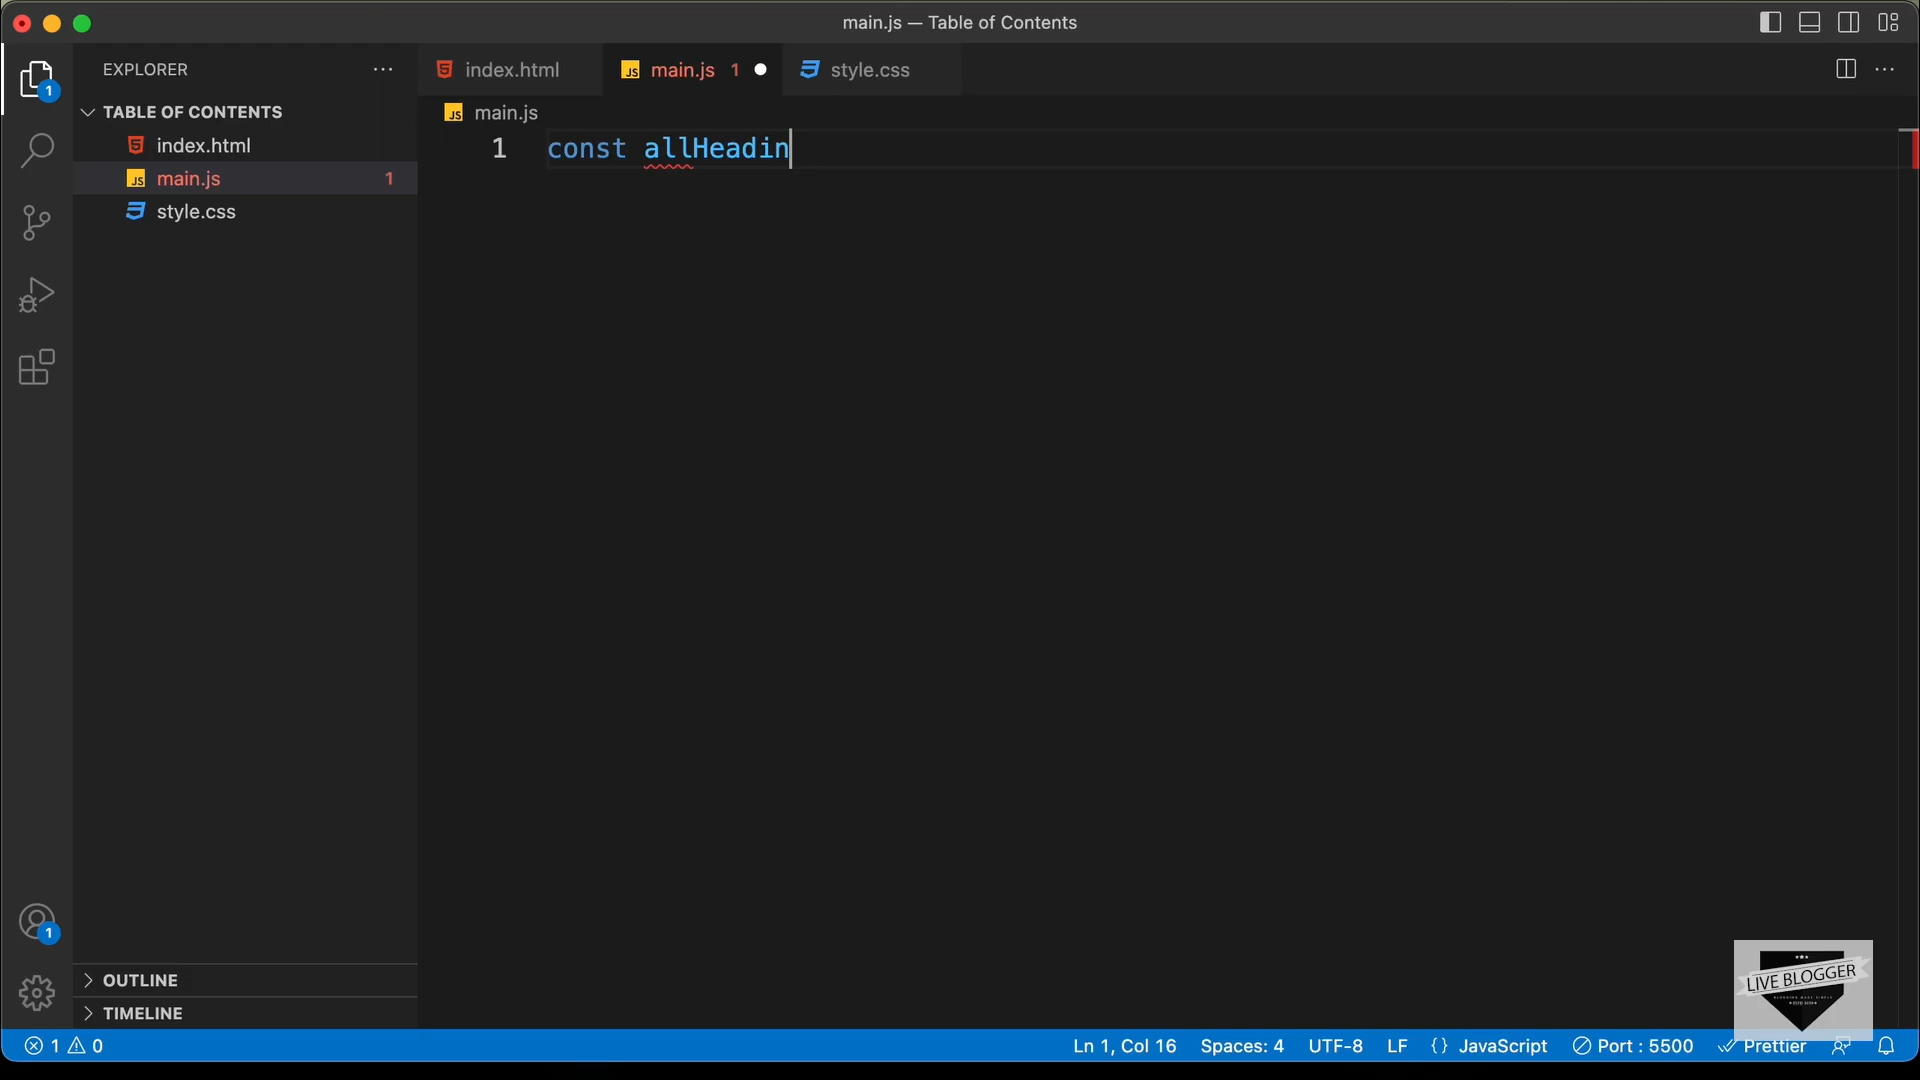 main.js — Table of Contents
EXPLORER
index.html
main.js 1
style.css
TABLE OF CONTENTS
main.js
index.html
1 const allHeadin
main.js 1
style.css
1
1
OUTLINE
TIMELINE
LIVE BLOGGER
1 0
Ln 1, Col 16
Spaces: 4
UTF-8
LF
{} JavaScript
Port : 5500
Prettier